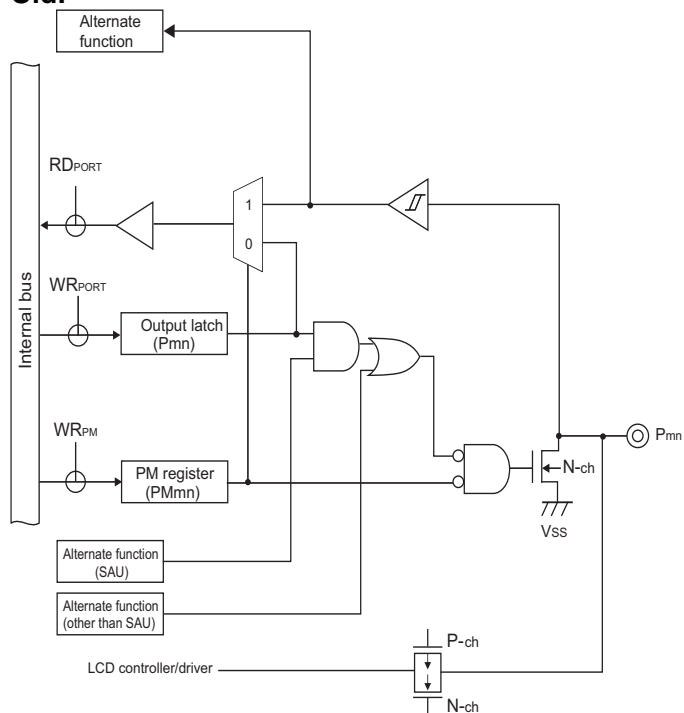 Alternate
function
RDPORT
1
0
WRPORT
Internal bus
Output latch
(Pmn)
WRPM
PM register
(PMmn)
Pmn
N-ch
VSS
Alternate function
(SAU)
Alternate function
(other than SAU)
P-ch
LCD controller/driver
N-ch